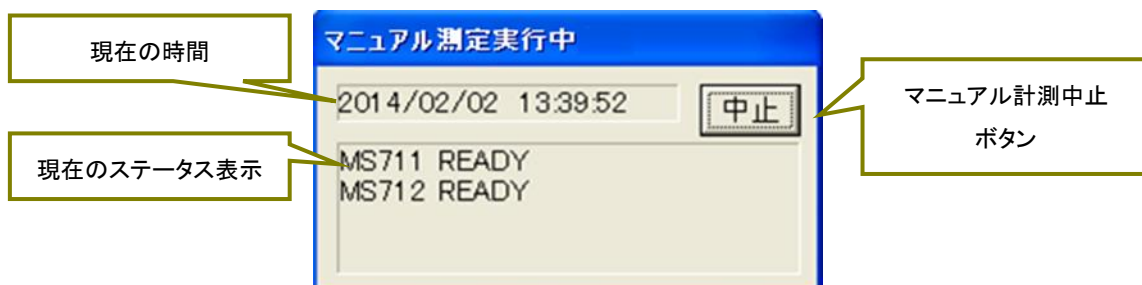 現在の時間
マニュアル測定実行中
2014/02/02 13:39:52
中止
マニュアル計測中止
ボタン
現在のステータス表示
MS711 READY
MS712 READY